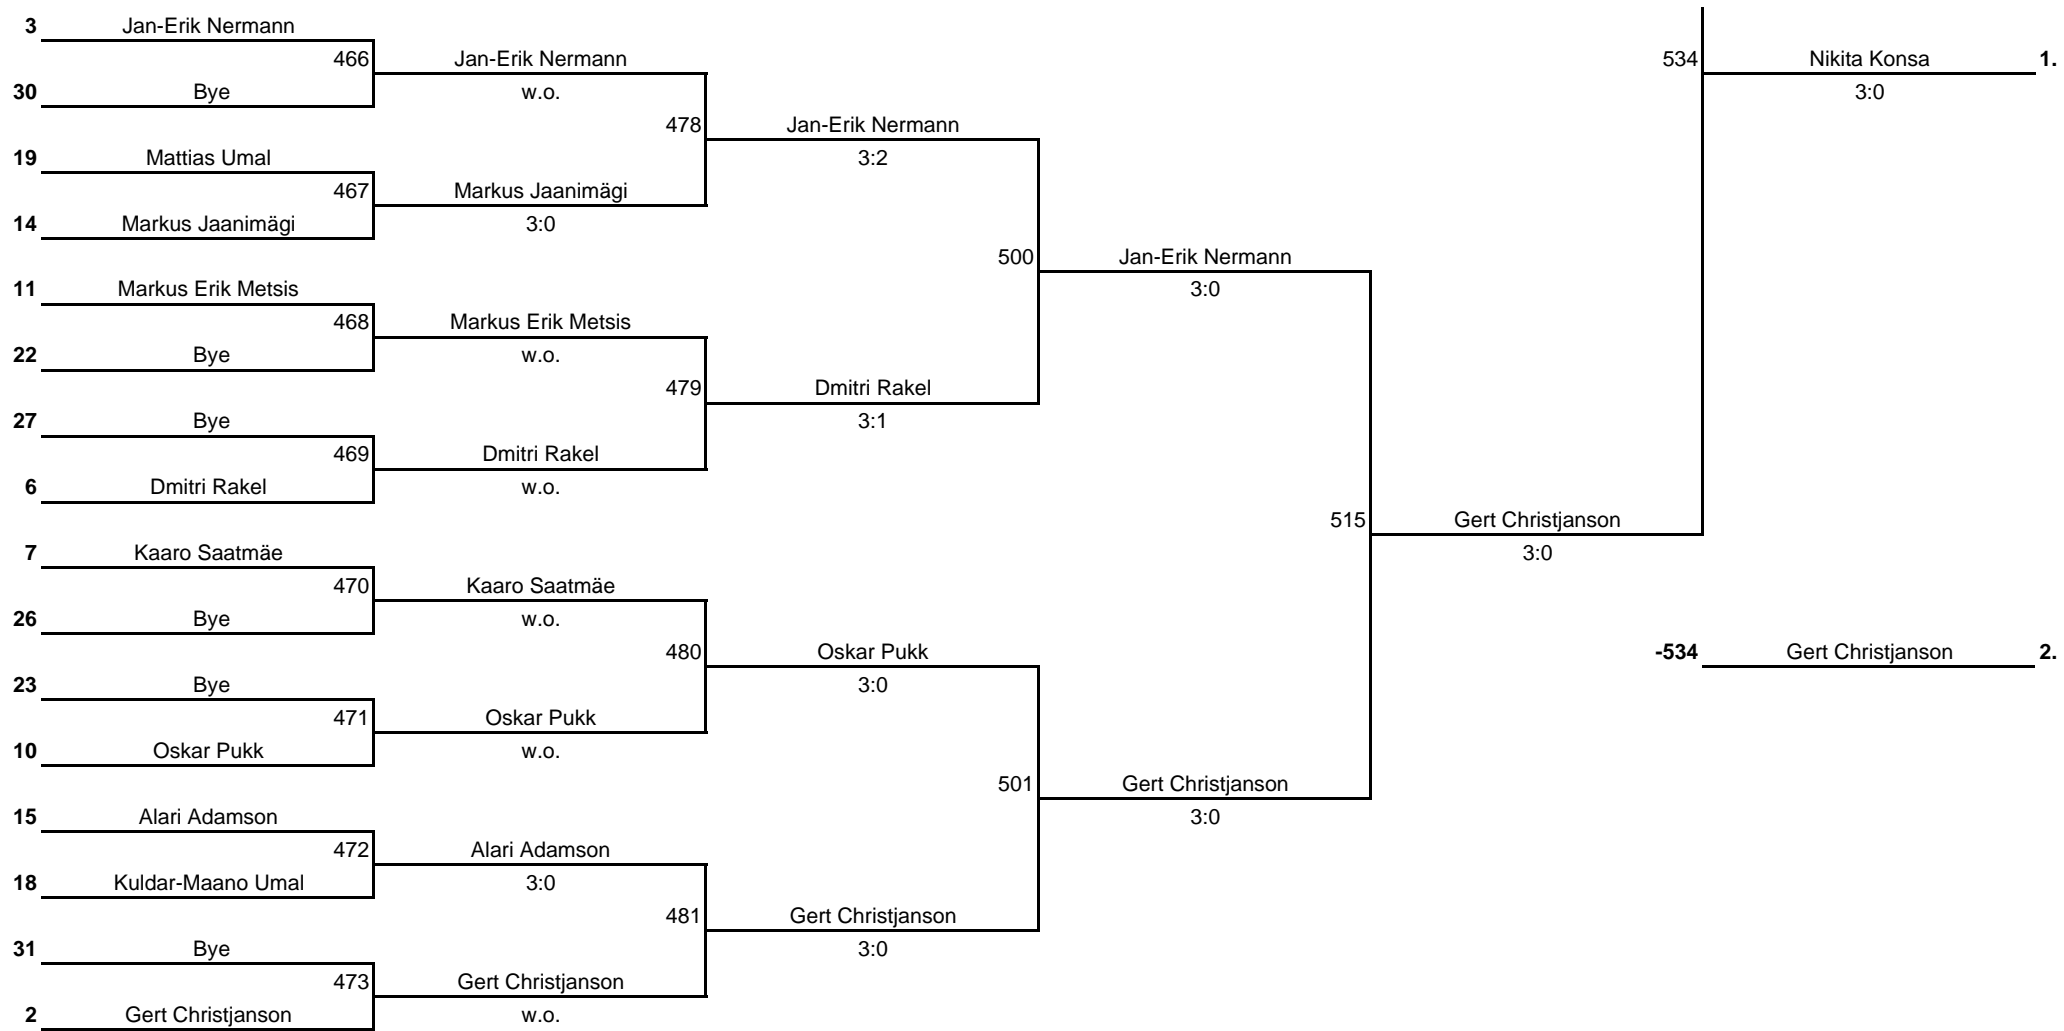 3 Jan-Erik Nermann
466 Jan-Erik Nermann 534 Nikita Konsa 1.
30 Bye w.o. 3:0
478 Jan-Erik Nermann
19 Mattias Umal 3:2
467 Markus Jaanimägi
14 Markus Jaanimägi 3:0
500 Jan-Erik Nermann
11 Markus Erik Metsis 3:0
468 Markus Erik Metsis
22 Bye w.o.
479 Dmitri Rakel
27 Bye 3:1
469 Dmitri Rakel
6 Dmitri Rakel w.o.
515 Gert Christjanson
7 Kaaro Saatmäe 3:0
470 Kaaro Saatmäe
26 Bye w.o.
480 Oskar Pukk -534 Gert Christjanson 2.
23 Bye 3:0
471 Oskar Pukk
10 Oskar Pukk w.o.
501 Gert Christjanson
15 Alari Adamson 3:0
472 Alari Adamson
18 Kuldar-Maano Umal 3:0
481 Gert Christjanson
31 Bye 3:0
473 Gert Christjanson
2 Gert Christjanson w.o.